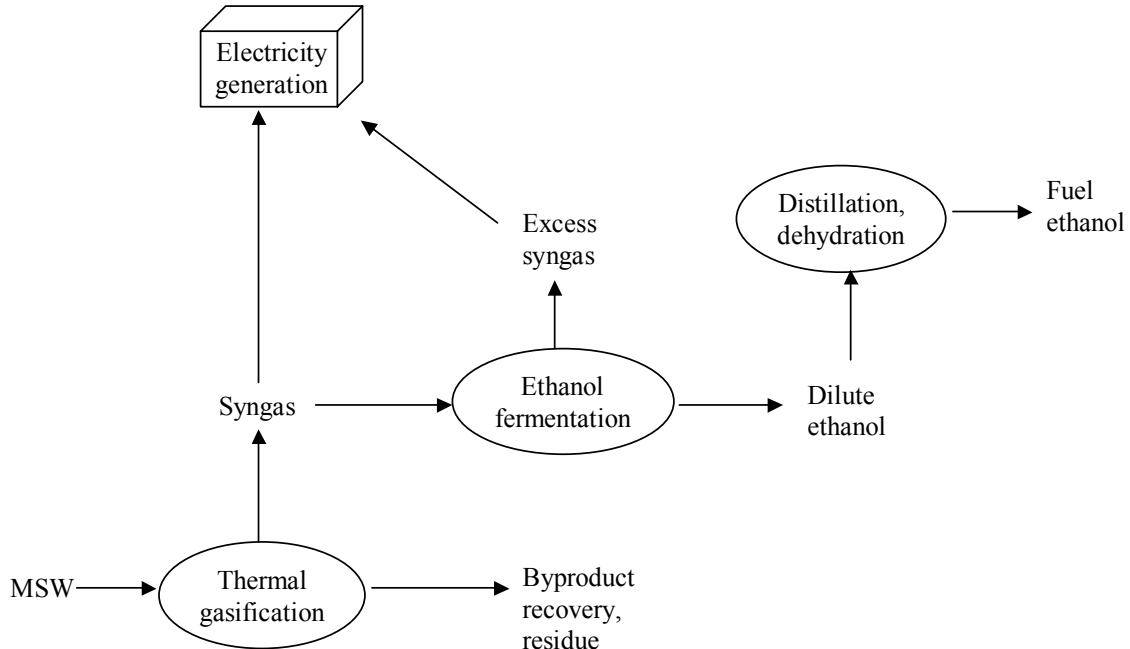 Electricity
generation
Distillation,
dehydration
Fuel
ethanol
Excess
syngas
Syngas
Ethanol
fermentation
Dilute
ethanol
MSW
Thermal
gasification
Byproduct
recovery,
residue